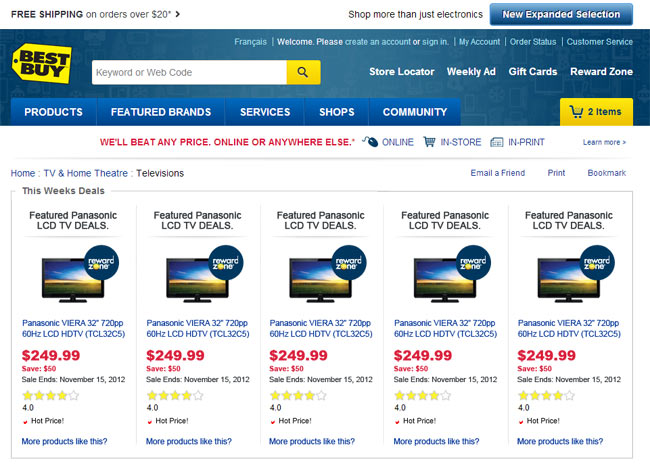 FREE SHIPPING on orders over $20*
Shop more than just electronics New Expanded Selection
Français Welcome. Please create an account or sign in. My Account Order Status Customer Service
BEST BUY
Keyword or Web Code
Store Locator Weekly Ad Gift Cards Reward Zone
PRODUCTS FEATURED BRANDS SERVICES SHOPS COMMUNITY 2 Items
WE'LL BEAT ANY PRICE. ONLINE OR ANYWHERE ELSE.* ONLINE IN-STORE IN-PRINT Learn more >
Home : TV & Home Theatre : Televisions Email a Friend Print Bookmark
This Weeks Deals
Featured Panasonic
LCD TV DEALS.
reward
zone
Panasonic VIERA 32" 720pp
60Hz LCD HDTV (TCL32C5)
$249.99
Save: $50
Sale Ends: November 15, 2012
4.0
Hot Price!
More products like this?
Featured Panasonic
LCD TV DEALS.
reward
zone
Panasonic VIERA 32" 720pp
60Hz LCD HDTV (TCL32C5)
$249.99
Save: $50
Sale Ends: November 15, 2012
4.0
Hot Price!
More products like this?
Featured Panasonic
LCD TV DEALS.
reward
zone
Panasonic VIERA 32" 720pp
60Hz LCD HDTV (TCL32C5)
$249.99
Save: $50
Sale Ends: November 15, 2012
4.0
Hot Price!
More products like this?
Featured Panasonic
LCD TV DEALS.
reward
zone
Panasonic VIERA 32" 720pp
60Hz LCD HDTV (TCL32C5)
$249.99
Save: $50
Sale Ends: November 15, 2012
4.0
Hot Price!
More products like this?
Featured Panasonic
LCD TV DEALS.
reward
zone
Panasonic VIERA 32" 720pp
60Hz LCD HDTV (TCL32C5)
$249.99
Save: $50
Sale Ends: November 15, 2012
4.0
Hot Price!
More products like this?